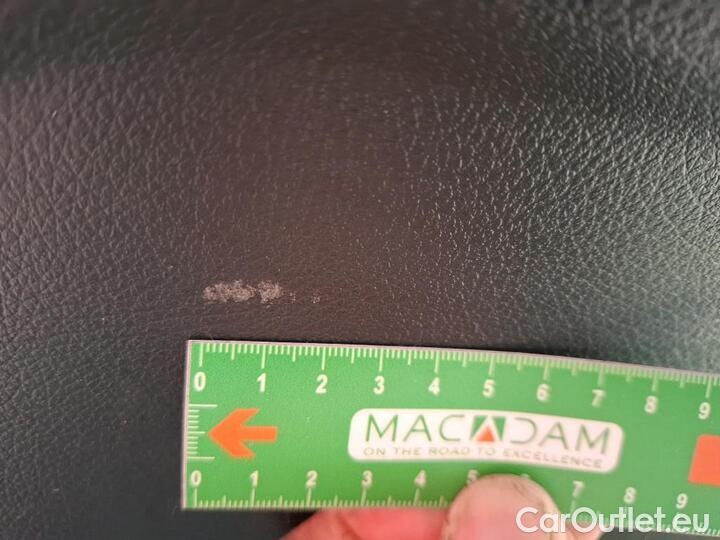 0 1 2 3 4 5 6 7 8 9
MACADAM
ON THE ROAD TO EXCELLENCE
0 1 2 3 4 5 6 7 8 9
CarOutlet.eu